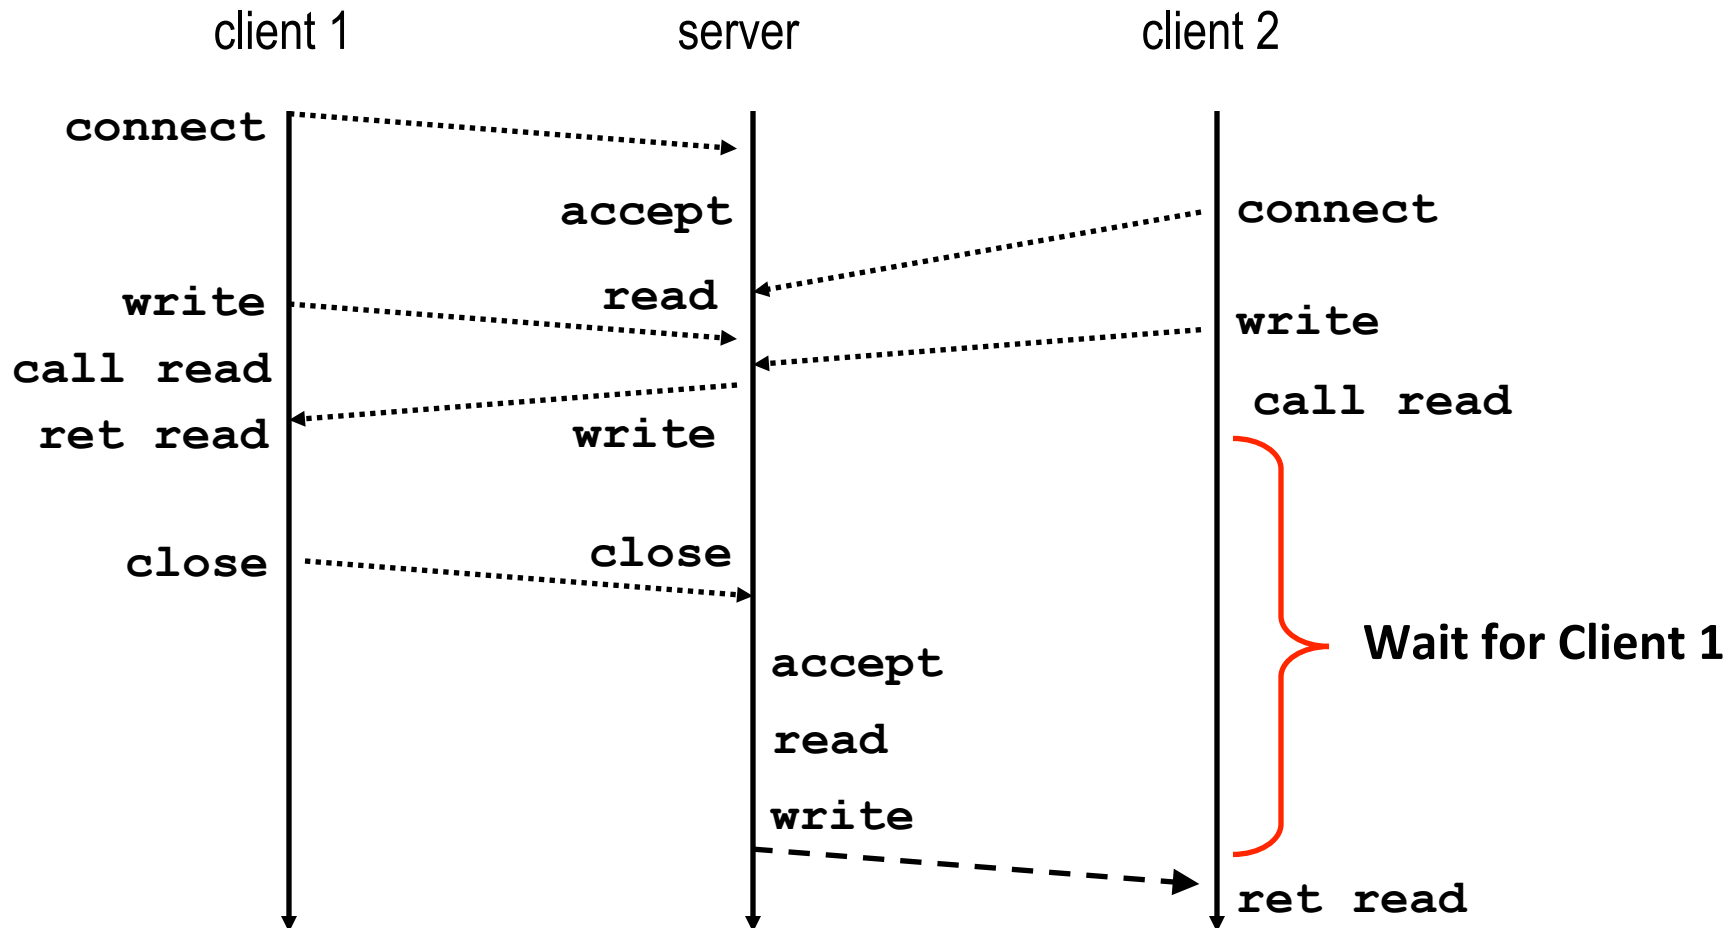 client 1 server client 2
connect
accept connect
write read write
call read call read
ret read write
close close
Wait for Client 1
accept
read
write
ret read